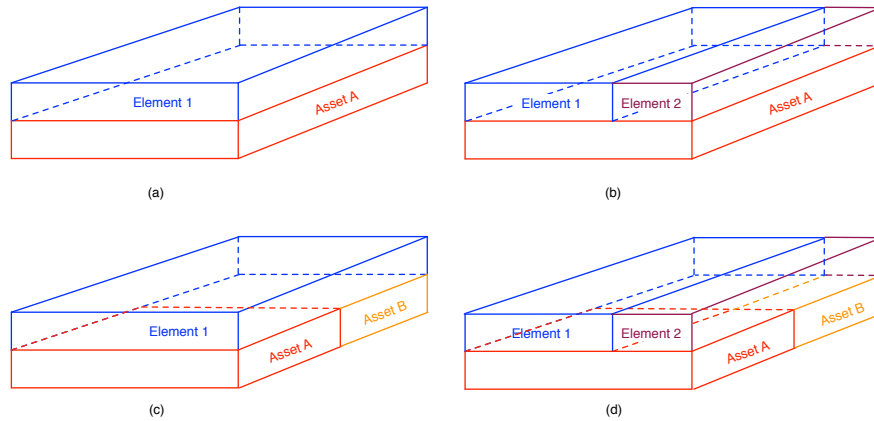 Element 1
Asset A
(a)
Element 1
Element 2
Asset A
(b)
Element 1
Asset A
Asset B
(c)
Element 1
Element 2
Asset A
Asset B
(d)